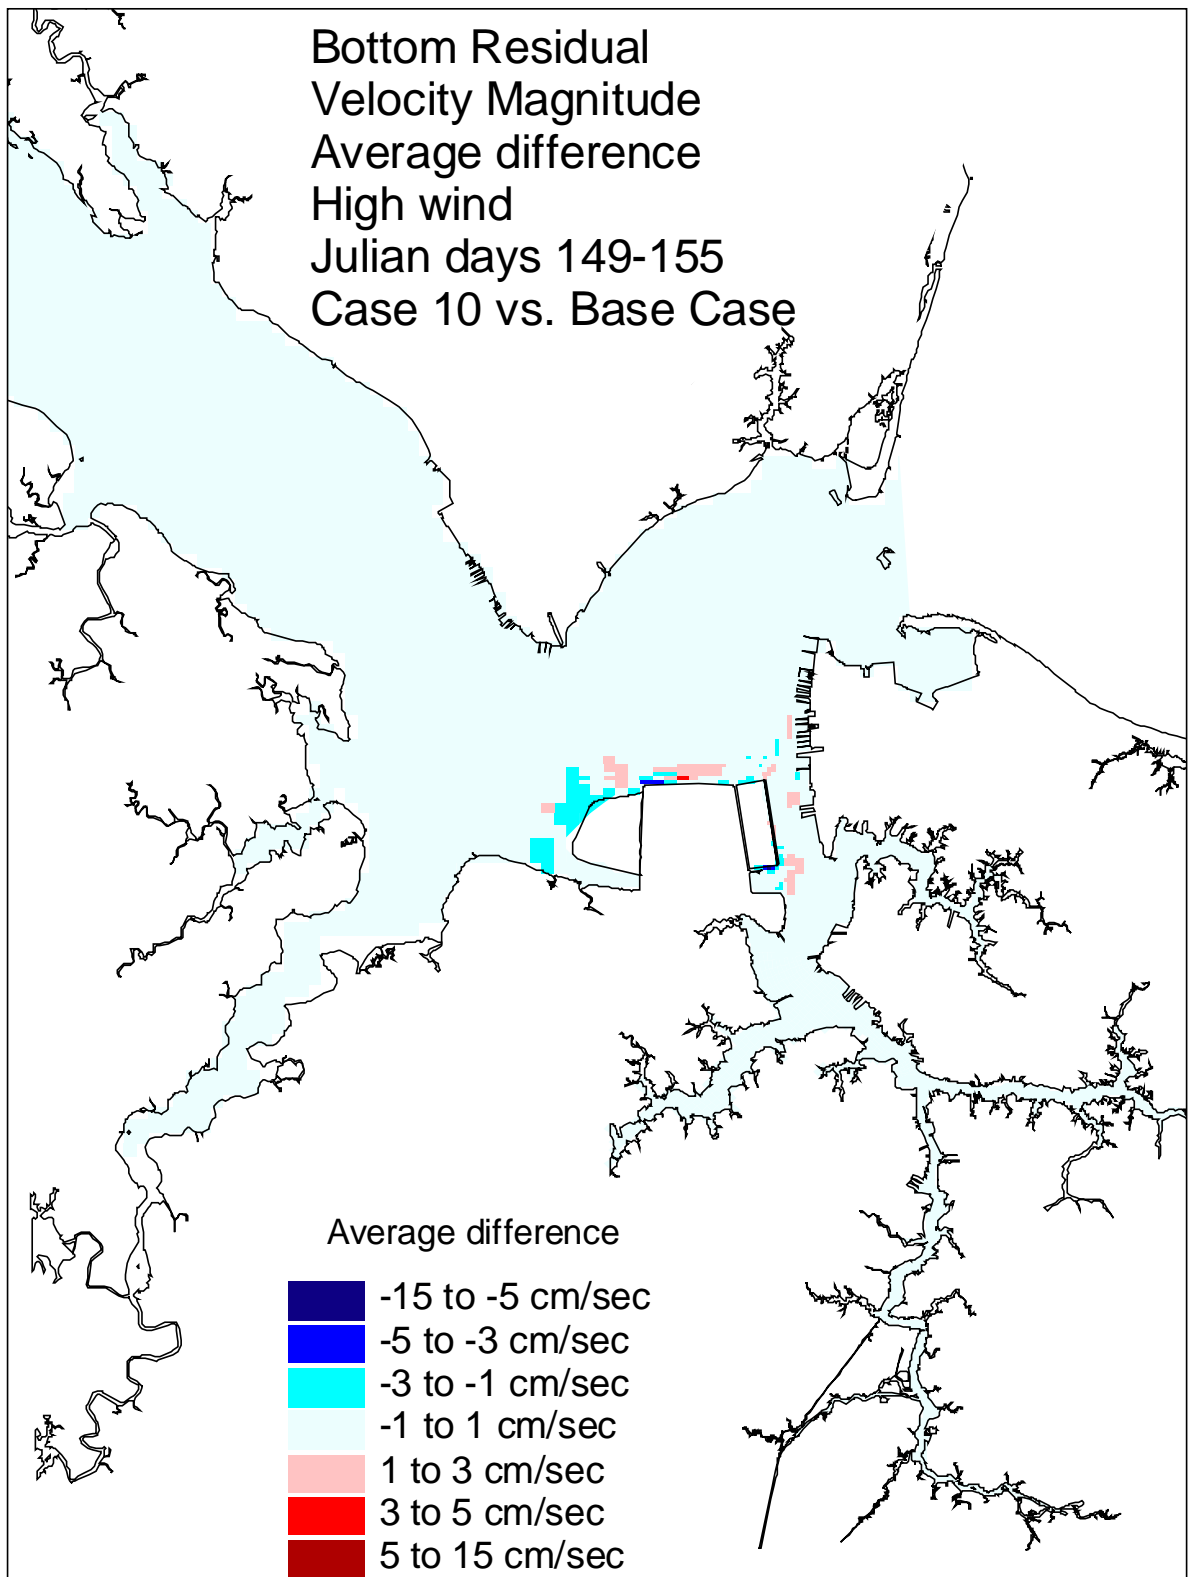 Bottom Residual
Velocity Magnitude
Average difference
High wind
Julian days 149-155
Case 10 vs. Base Case
Average difference
-15 to -5 cm/sec
-5 to -3 cm/sec
-3 to -1 cm/sec
-1 to 1 cm/sec
1 to 3 cm/sec
3 to 5 cm/sec
5 to 15 cm/sec